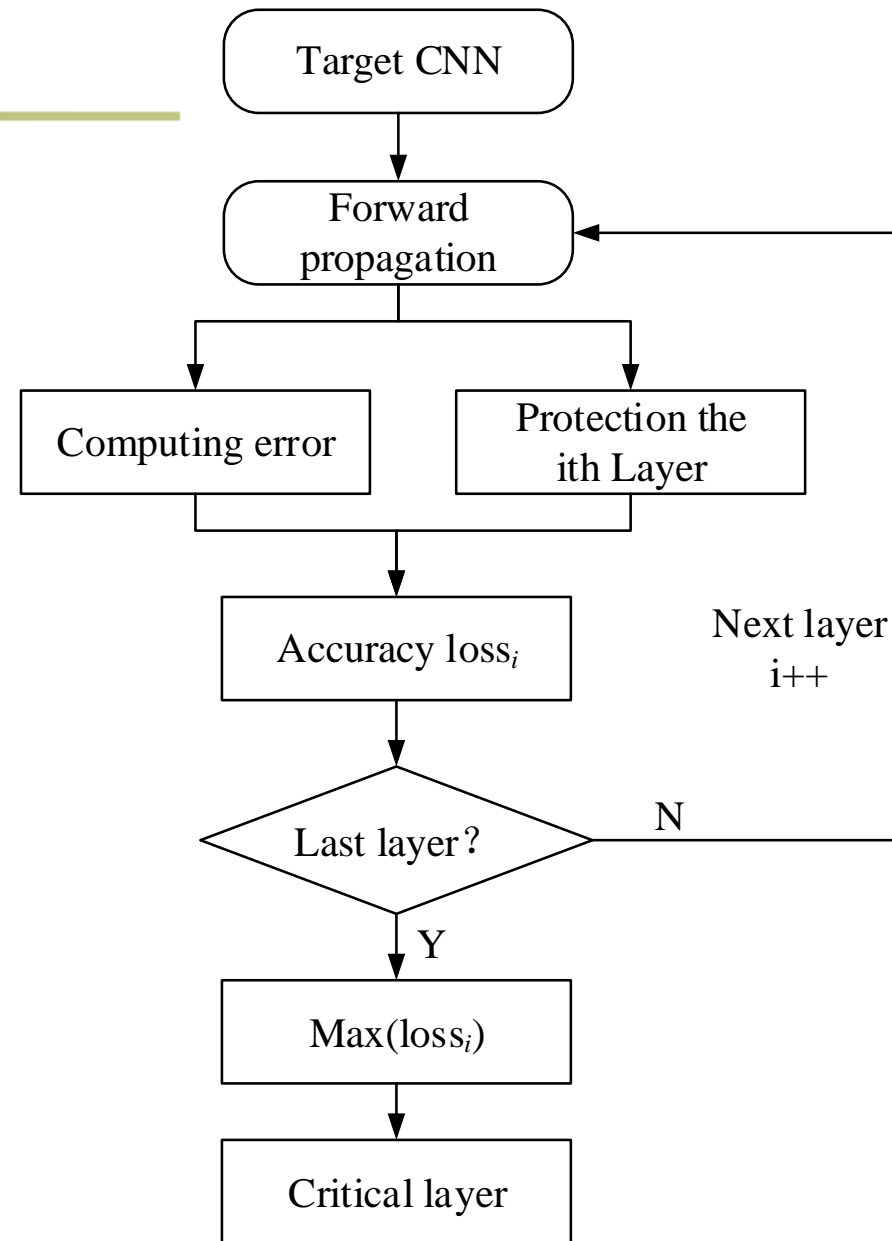 Target CNN
Forward
propagation
Computing error
Protection the
ith Layer
Accuracy lossᵢ
Next layer
i++
Last layer？
N
Y
Max(lossᵢ)
Critical layer